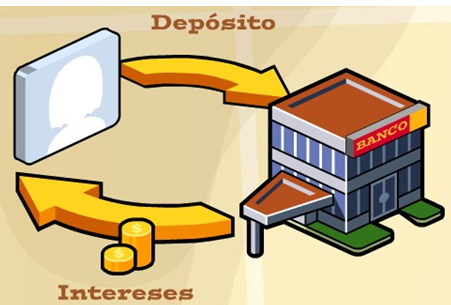 Depósito
BANCO
$
$
Intereses